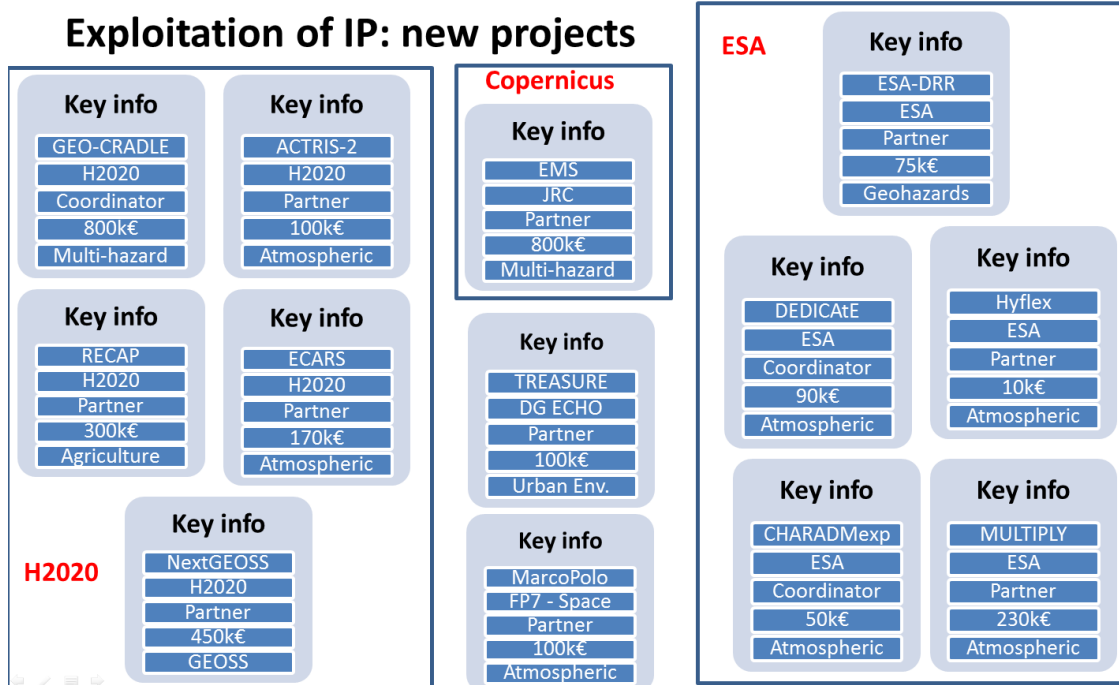 Exploitation of IP: new projects
H2020
Key info
GEO-CRADLE
H2020
Coordinator
800k€
Multi-hazard
Key info
ACTRIS-2
H2020
Partner
100k€
Atmospheric
Key info
RECAP
H2020
Partner
300k€
Agriculture
Key info
ECARS
H2020
Partner
170k€
Atmospheric
Key info
NextGEOSS
H2020
Partner
450k€
GEOSS
Copernicus
Key info
EMS
JRC
Partner
800k€
Multi-hazard
Key info
TREASURE
DG ECHO
Partner
100k€
Urban Env.
Key info
MarcoPolo
FP7 - Space
Partner
100k€
Atmospheric
ESA
Key info
ESA-DRR
ESA
Partner
75k€
Geohazards
Key info
DEDICAtE
ESA
Coordinator
90k€
Atmospheric
Key info
Hyflex
ESA
Partner
10k€
Atmospheric
Key info
CHARADMexp
ESA
Coordinator
50k€
Atmospheric
Key info
MULTIPLY
ESA
Partner
230k€
Atmospheric